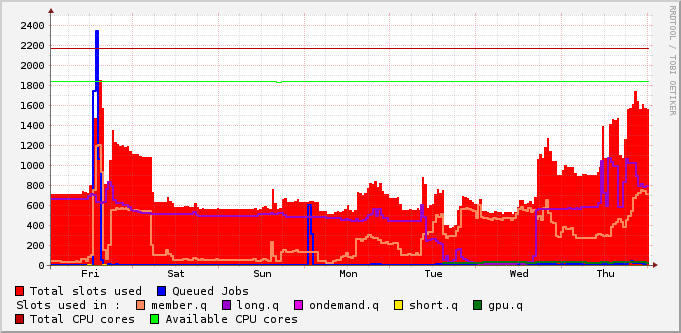 RRDTOOL / TOBI OETIKER
2400
2200
2000
1800
1600
1400
1200
1000
800
600
400
200
0
Fri Sat Sun Mon Tue Wed Thu
Total slots used Queued Jobs
Slots used in : member.q long.q ondemand.q short.q gpu.q
Total CPU cores Available CPU cores